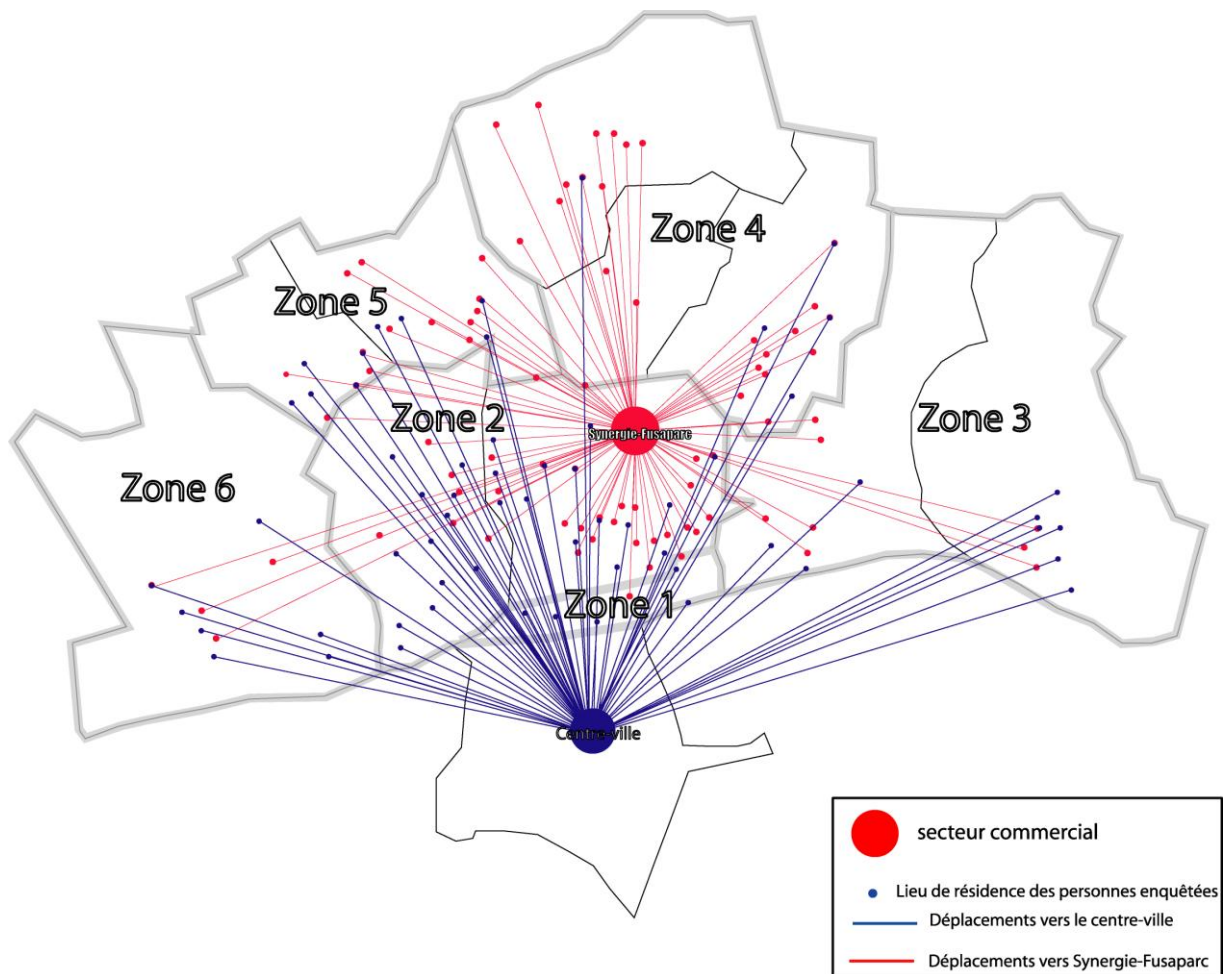 Zone 4
Zone 5
Zone 2
Zone 3
Synergie-Fusaparc
Zone 6
Zone 1
Centre-ville
secteur commercial
Lieu de résidence des personnes enquêtées
Déplacements vers le centre-ville
Déplacements vers Synergie-Fusaparc